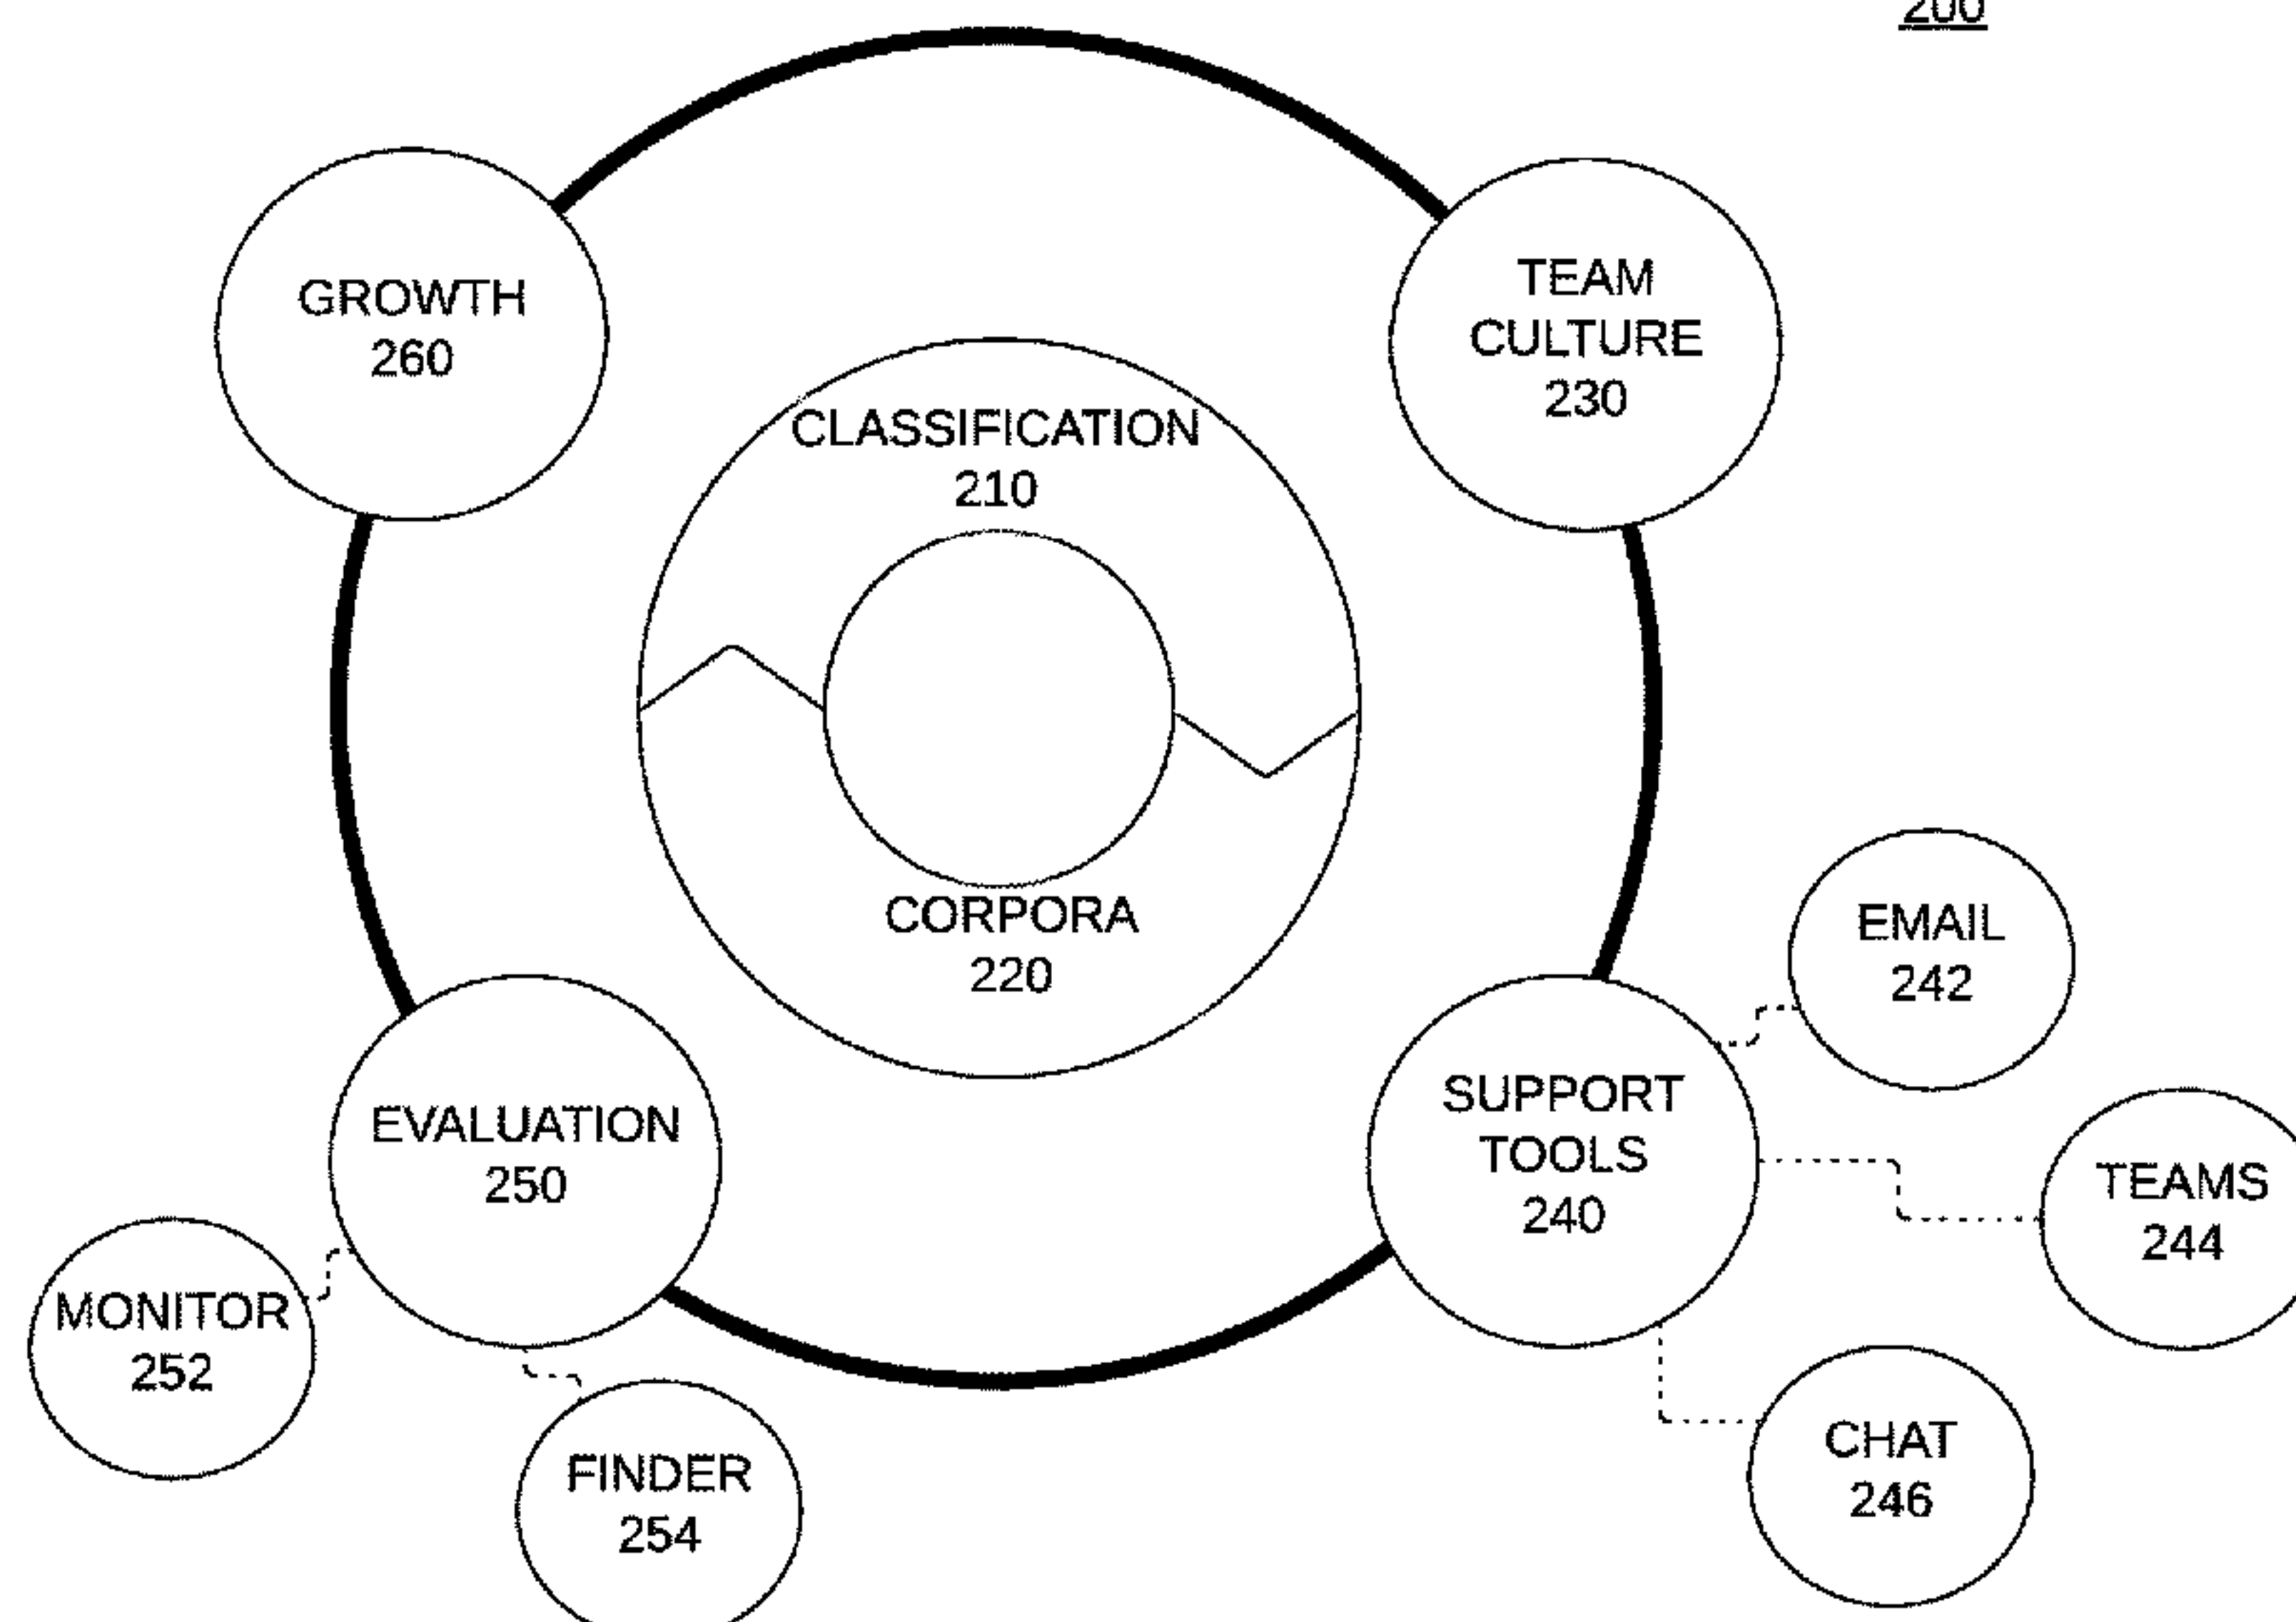 200
GROWTH
260
TEAM
CULTURE
230
CLASSIFICATION
210
CORPORA
220
EMAIL
242
SUPPORT
TOOLS
240
TEAMS
244
EVALUATION
250
MONITOR
252
CHAT
246
FINDER
254